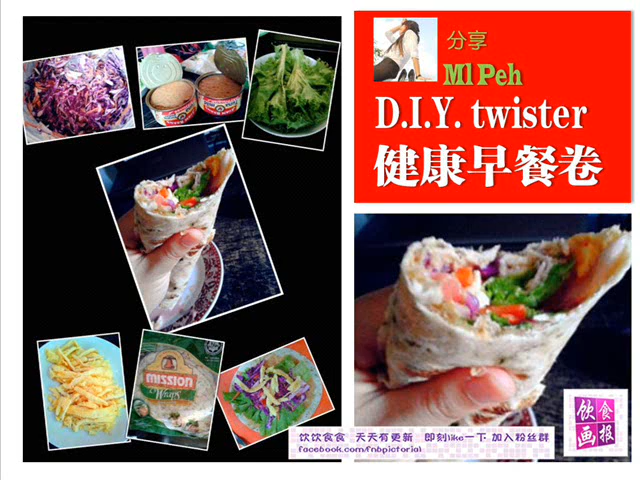 分享
Ml Peh
D.I.Y. twister
健康早餐卷
MISSION
Wraps
饮饮食食 天天有更新 即刻like一下 加入粉丝群
facebook.com/fnbpictorial
饮食
画报